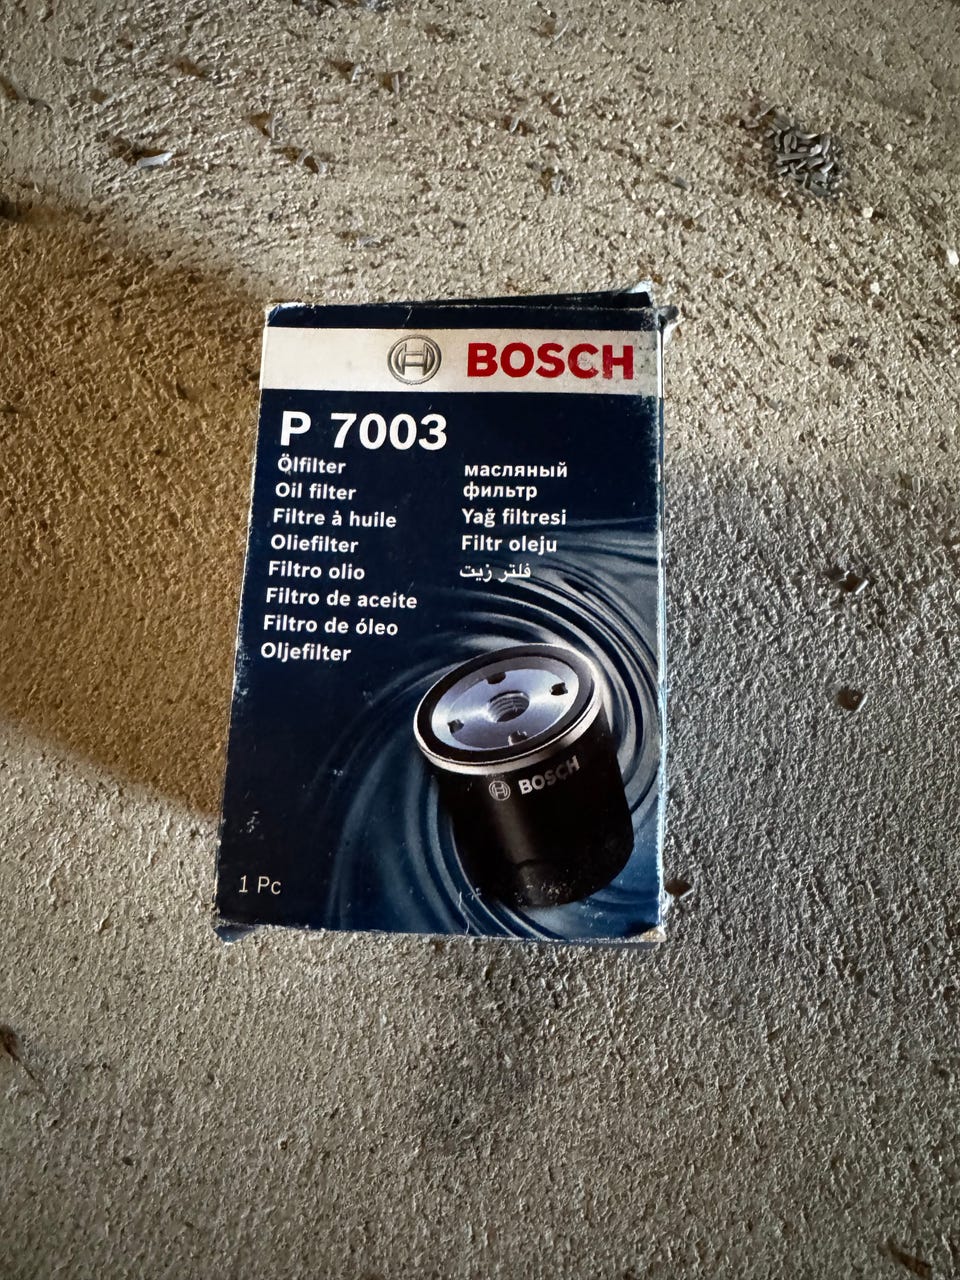 BOSCH
P 7003
Ölfilter
Oil filter
Filtre à huile
Oliefilter
Filtro olio
Filtro de aceite
Filtro de óleo
Oljefilter
масляный
фильтр
Yağ filtresi
Filtr oleju
فلتر زيت
BOSCH
1 Pc